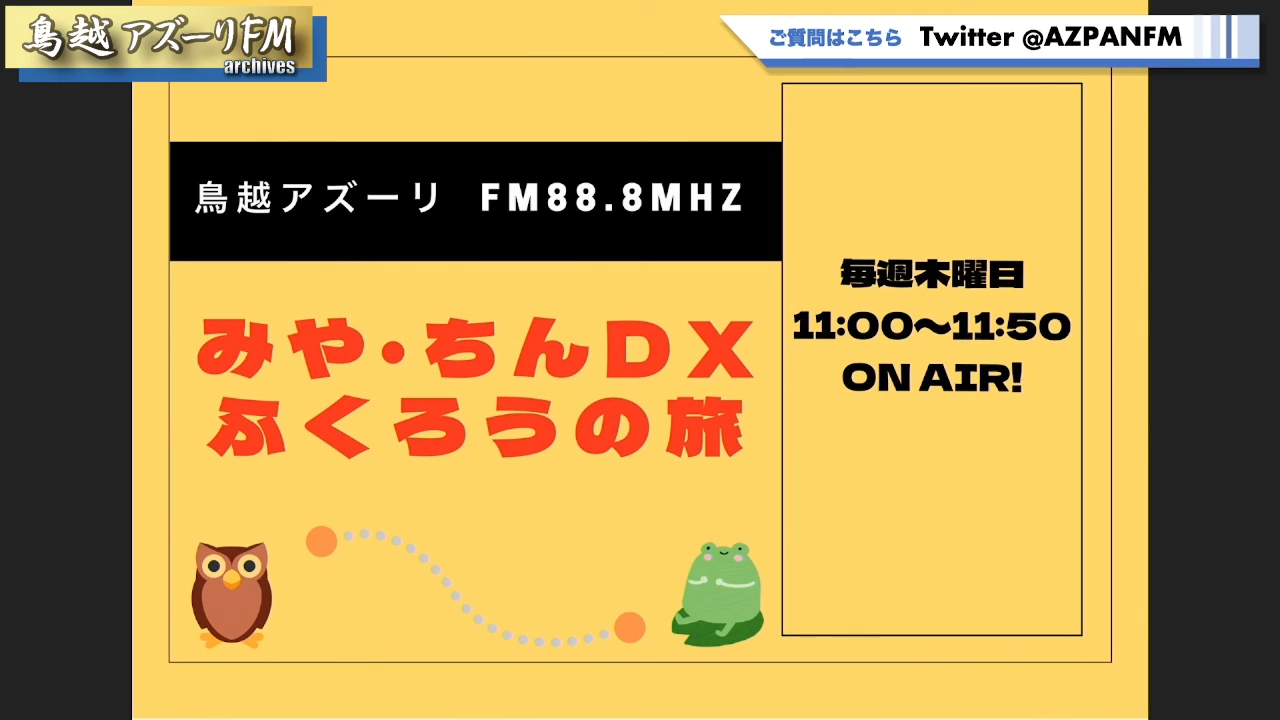 鳥越アズーリFM
archives
ご質問はこちら Twitter @AZPANFM
鳥越アズーリ FM88.8MHZ
みや・ちんDX
ふくろうの旅
毎週木曜日
11:00〜11:50
ON AIR!